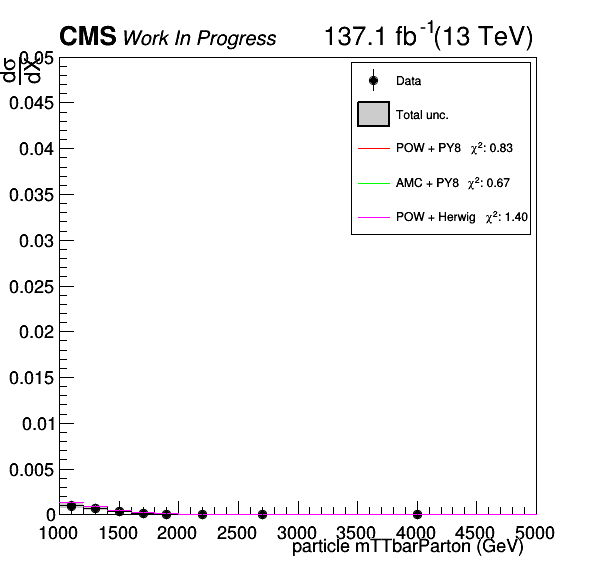 CMS Work In Progress 137.1 fb⁻¹(13 TeV)
dσ
dX
Data
Total unc.
POW + PY8 χ²: 0.83
AMC + PY8 χ²: 0.67
POW + Herwig χ²: 1.40
0.05
0.045
0.04
0.035
0.03
0.025
0.02
0.015
0.01
0.005
0
1000 1500 2000 2500 3000 3500 4000 4500 5000
particle mTTbarParton (GeV)